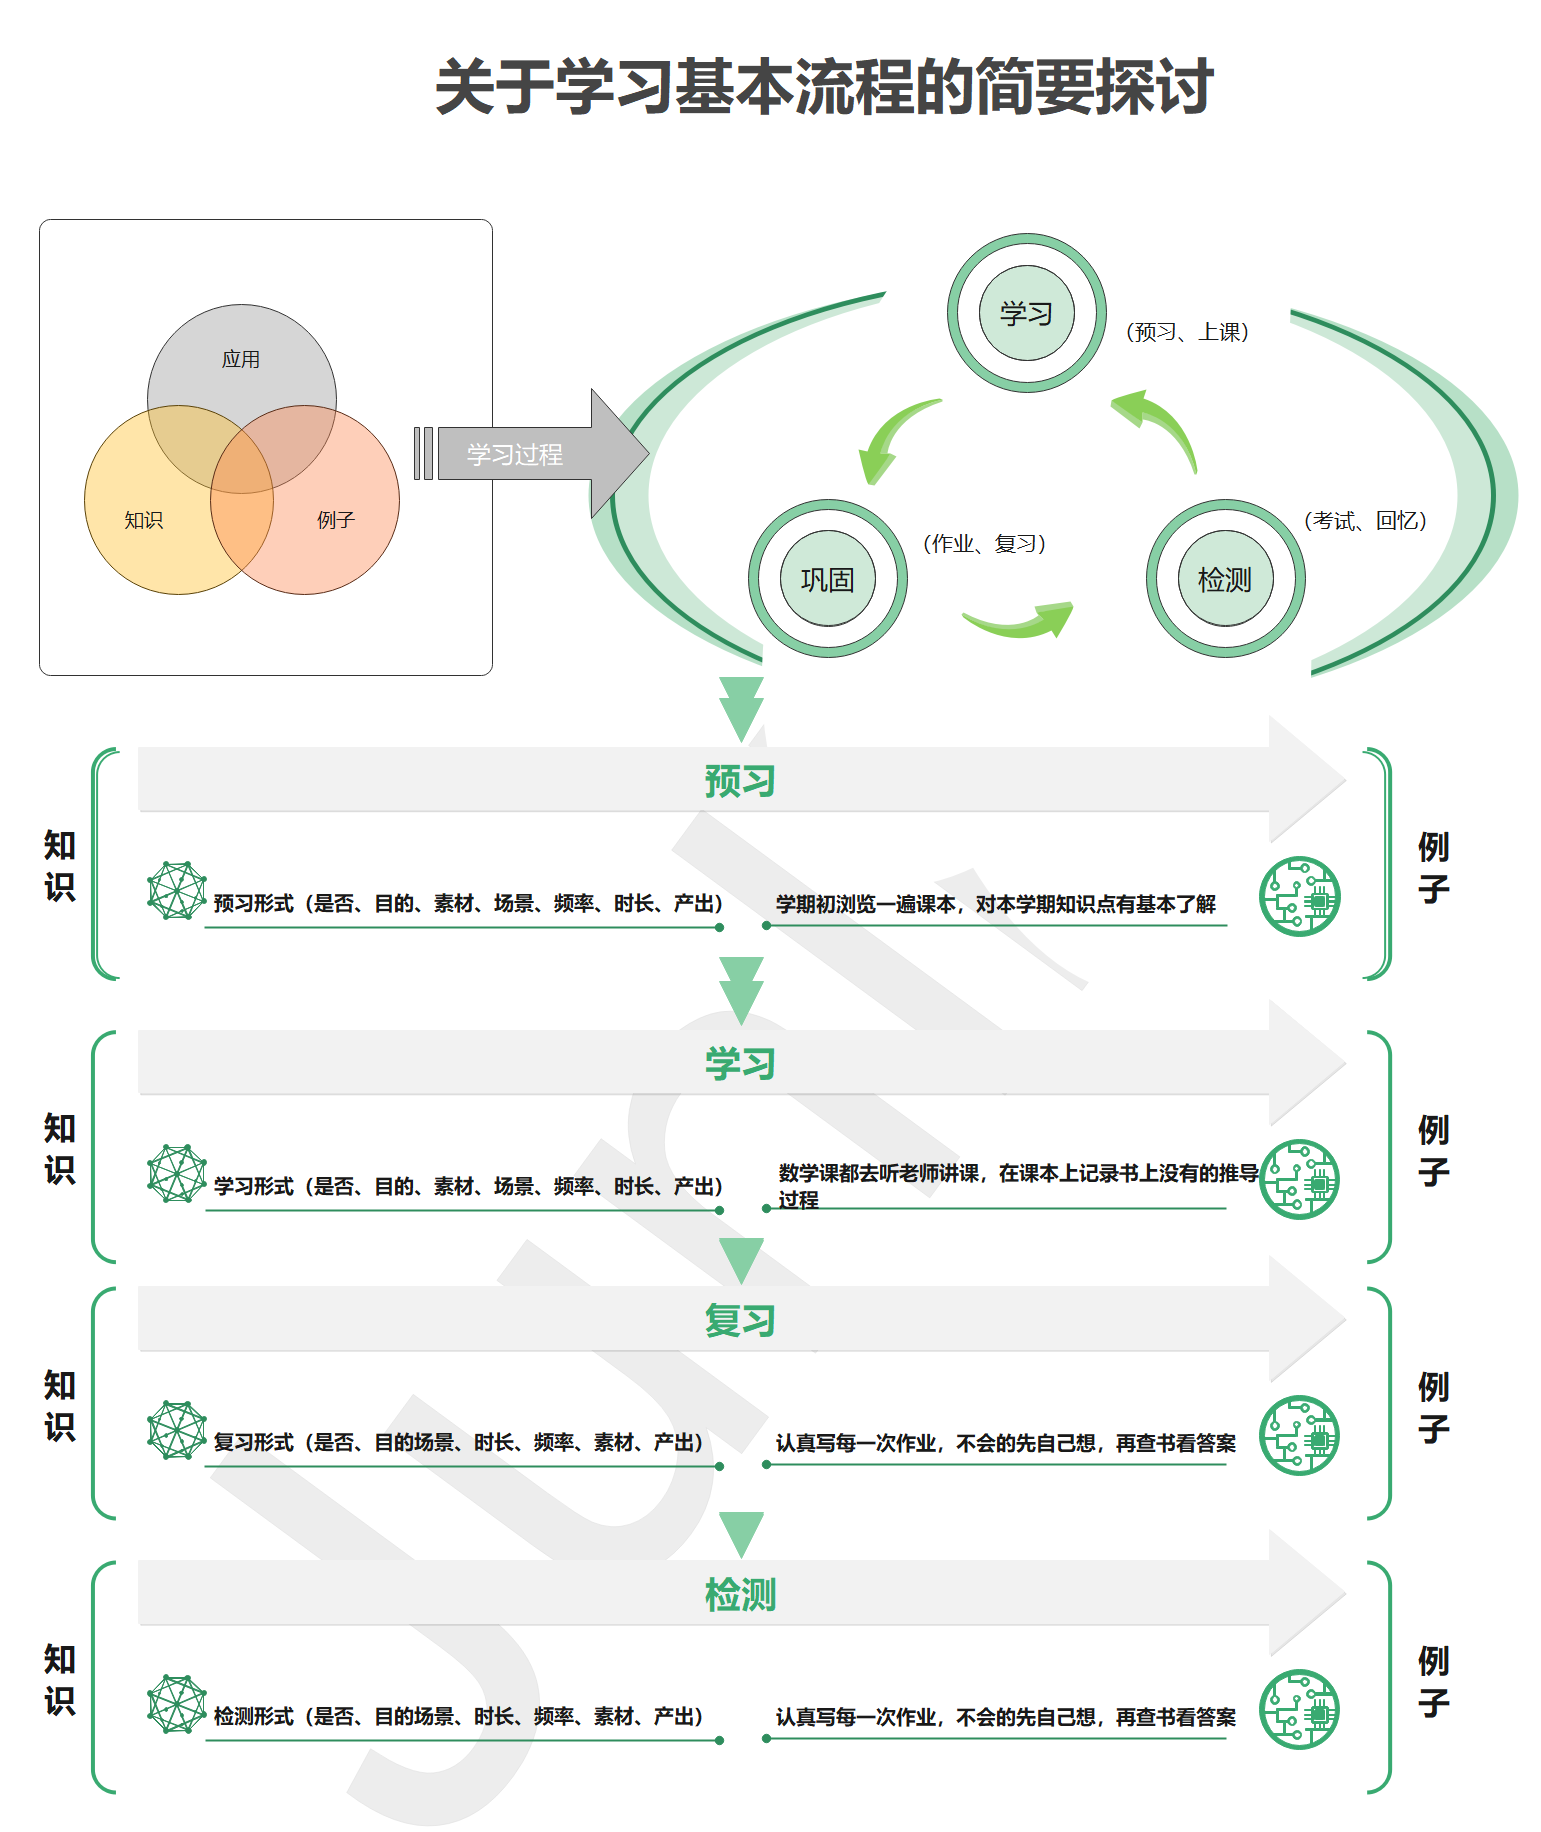 关于学习基本流程的简要探讨
应用
知识
例子
学习过程
学习
（预习、上课）
巩固
（作业、复习）
检测
（考试、回忆）
预习
知
识
预习形式（是否、目的、素材、场景、频率、时长、产出）
学期初浏览一遍课本，对本学期知识点有基本了解
例
子
学习
知
识
学习形式（是否、目的、素材、场景、频率、时长、产出）
数学课都去听老师讲课，在课本上记录书上没有的推导
过程
例
子
复习
知
识
复习形式（是否、目的场景、时长、频率、素材、产出）
认真写每一次作业，不会的先自己想，再查书看答案
例
子
检测
知
识
检测形式（是否、目的场景、时长、频率、素材、产出）
认真写每一次作业，不会的先自己想，再查书看答案
例
子